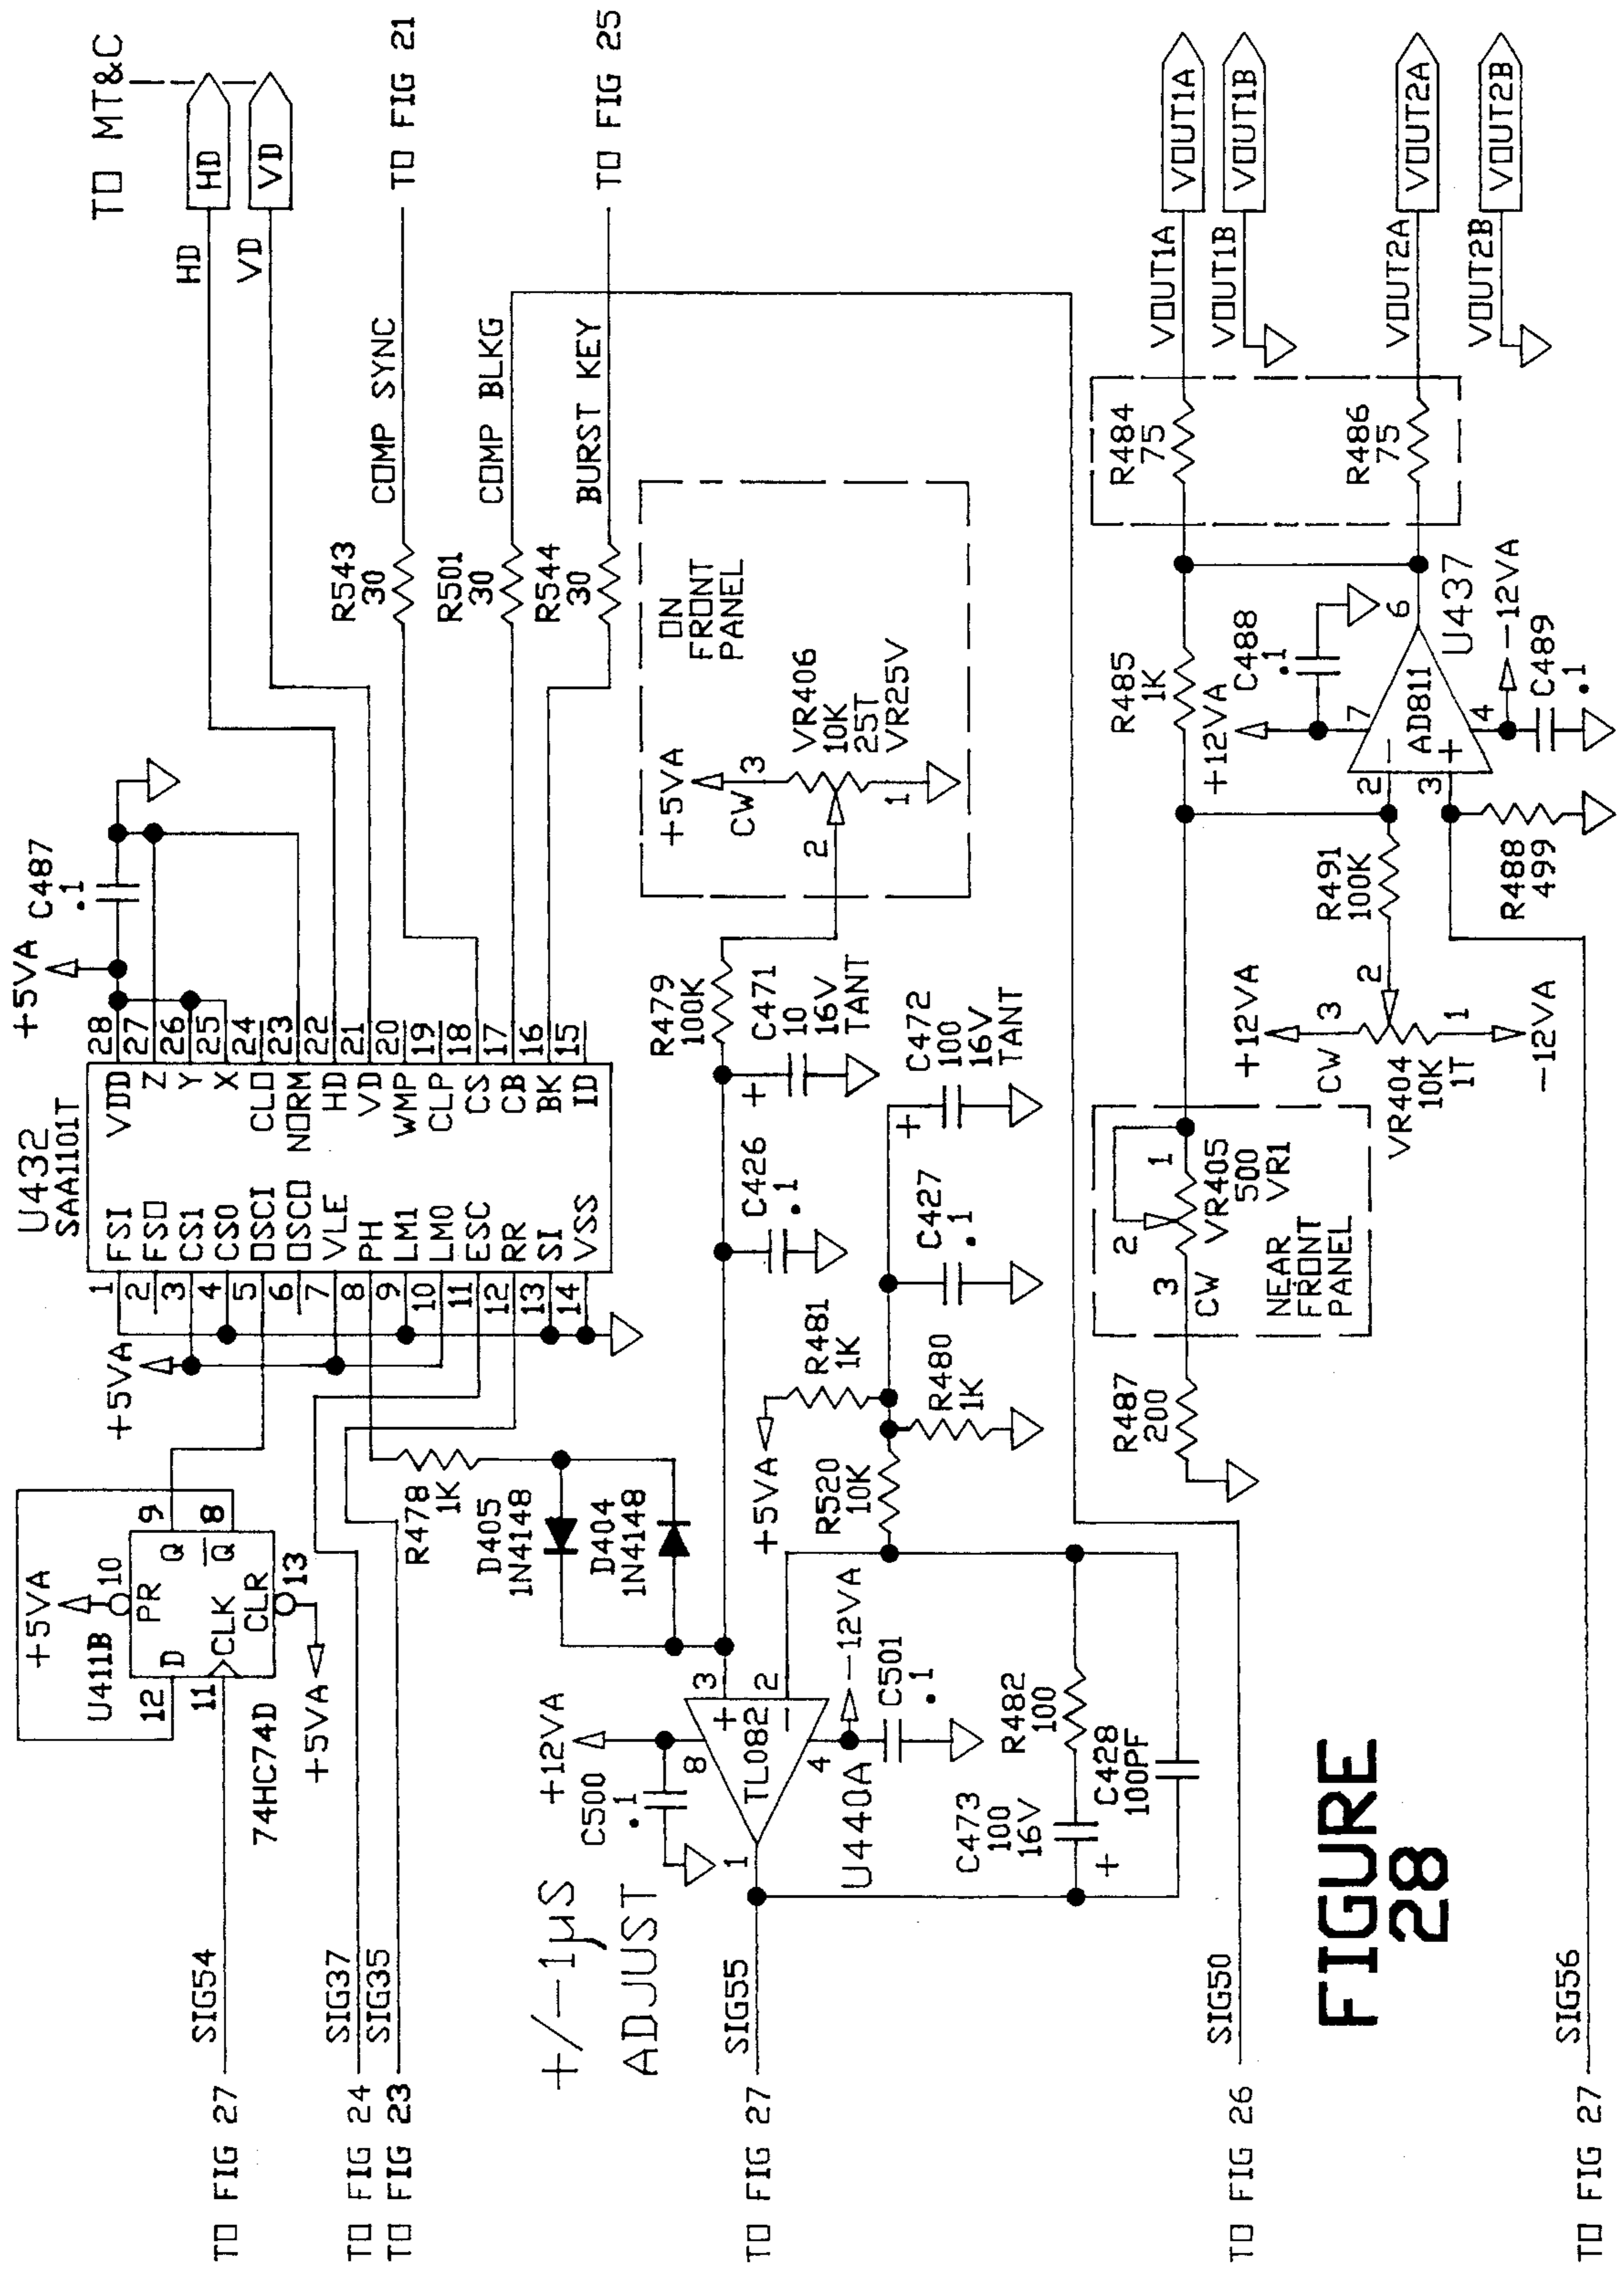 TO MT&C
HD
HD
VD
VD
COMP SYNC
TO FIG 21
COMP BLKG
BURST KEY
TO FIG 25
R543
30
R501
30
R544
30
+5VA
C487
.1
U432
SAA1101T
1 FSI VDD 28
2 FSO Z 27
3 CS1 Y 26
4 CS0 X 25
5 OSCI CLO 24
6 OSCO NORM 23
7 VLE HD 22
8 PH VD 21
9 LM1 WMP 20
10 LM0 CLP 19
11 ESC CS 18
12 RR CB 17
13 SI BK 16
14 VSS ID 15
+5VA
+5VA
U411B
10
PR
12 D Q 9
11 CLK Q 8
CLR
13
+5VA
74HC74D
SIG54
TO FIG 27
SIG37
TO FIG 24
SIG35
TO FIG 23
R478
1K
D405
1N4148
D404
1N4148
ON
FRONT
PANEL
+5VA
CW
3
2
1
VR406
10K
25T
VR25V
R479
100K
C471
10
16V
TANT
+
C426
.1
C472
100
16V
TANT
+
C427
.1
R481
1K
+5VA
R480
1K
R520
10K
+/-1µS
ADJUST
+12VA
C500
.1
8
3
+
2
-
TL082
1
4
U440A
-12VA
C501
.1
R482
100
C473
100
16V
+
C428
100PF
SIG55
TO FIG 27
SIG50
TO FIG 26
SIG56
TO FIG 27
VOUT1A
VOUT1A
VOUT1B
VOUT1B
VOUT2A
VOUT2A
VOUT2B
VOUT2B
R484
75
R486
75
R485
1K
+12VA
C488
.1
7
2
-
3
+
AD811
6
U437
4
-12VA
C489
.1
R491
100K
R488
499
+12VA
CW
3
2
1
VR404
10K
1T
-12VA
1
2
3
CW
VR405
500
VR1
NEAR
FRONT
PANEL
R487
200
FIGURE
28